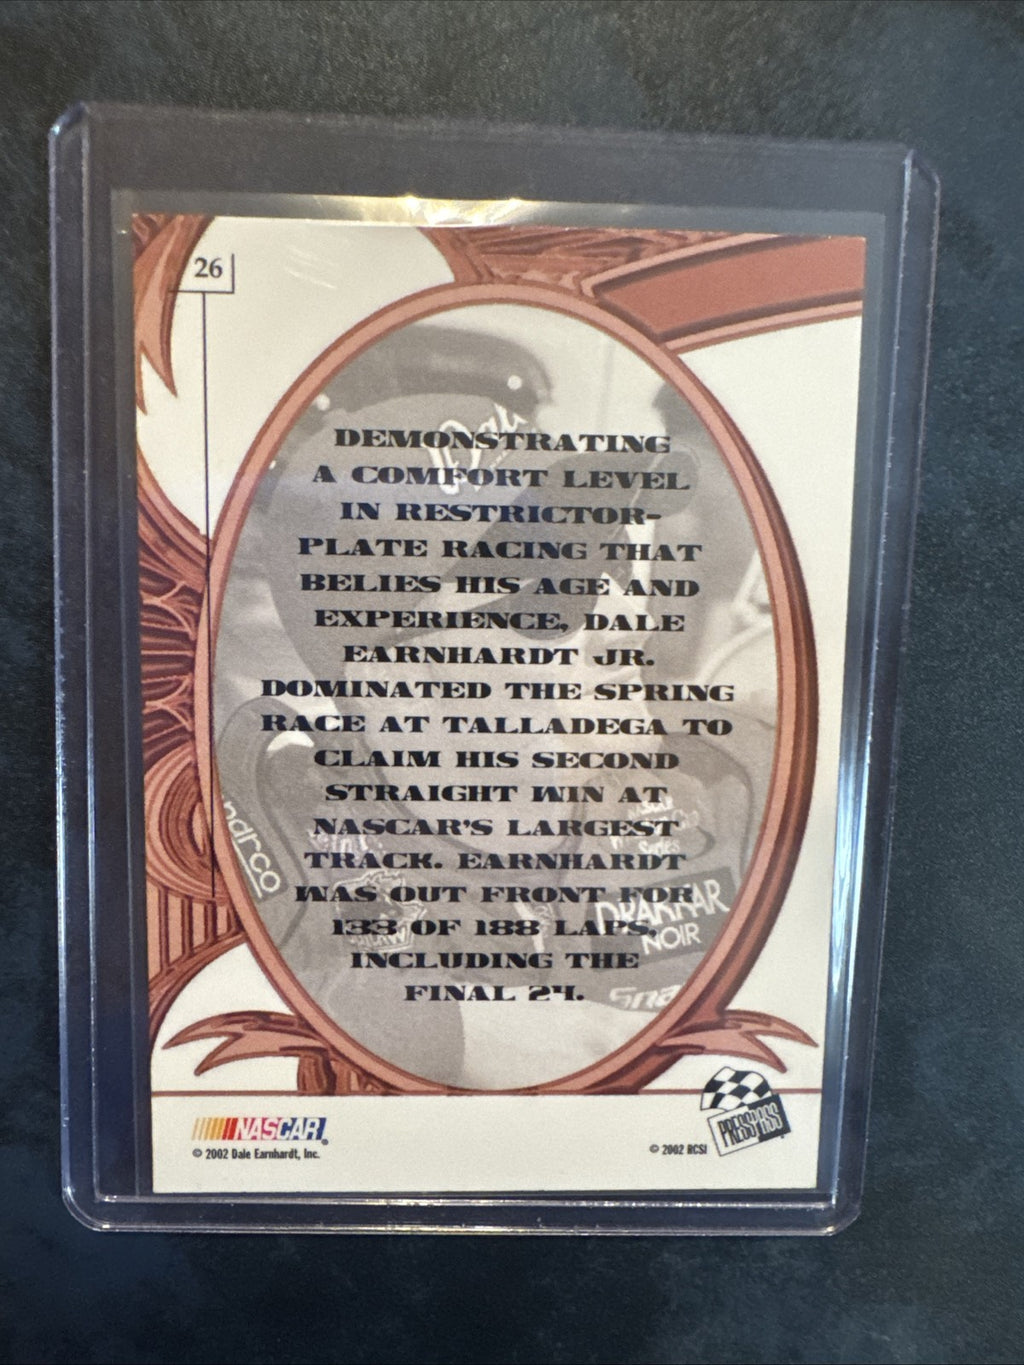 26
DEMONSTRATING
A COMFORT LEVEL
IN RESTRICTOR-
PLATE RACING THAT
BELIES HIS AGE AND
EXPERIENCE, DALE
EARNHARDT JR.
DOMINATED THE SPRING
RACE AT TALLADEGA TO
CLAIM HIS SECOND
STRAIGHT WIN AT
NASCAR'S LARGEST
TRACK. EARNHARDT
WAS OUT FRONT FOR
133 OF 188 LAPS,
INCLUDING THE
FINAL 24.
DRAKKAR
NOIR
NASCAR®
© 2002 Dale Earnhardt, Inc.
© 2002 RCSI
PRESS PASS